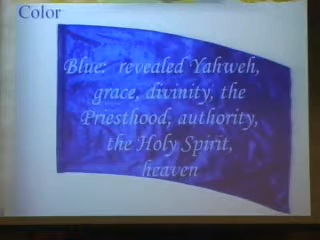 Color
Blue: revealed Yahweh,
grace, divinity, the
Priesthood, authority,
the Holy Spirit,
heaven